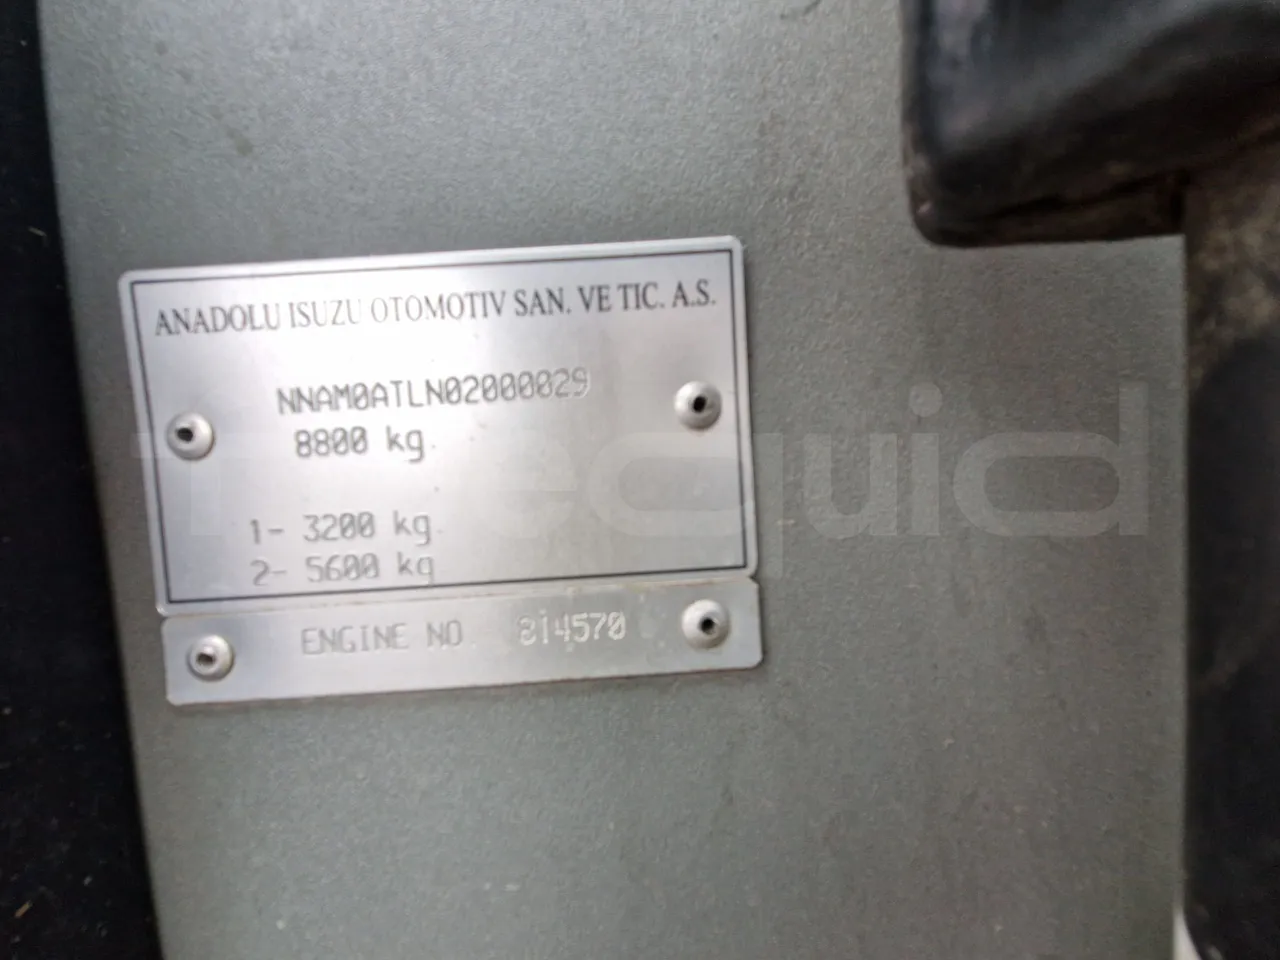 ANADOLU ISUZU OTOMOTIV SAN. VE TIC. A.S.
NNAM0ATLN02000029
8800 kg.
1- 3200 kg.
2- 5600 kg
ENGINE NO. 814570